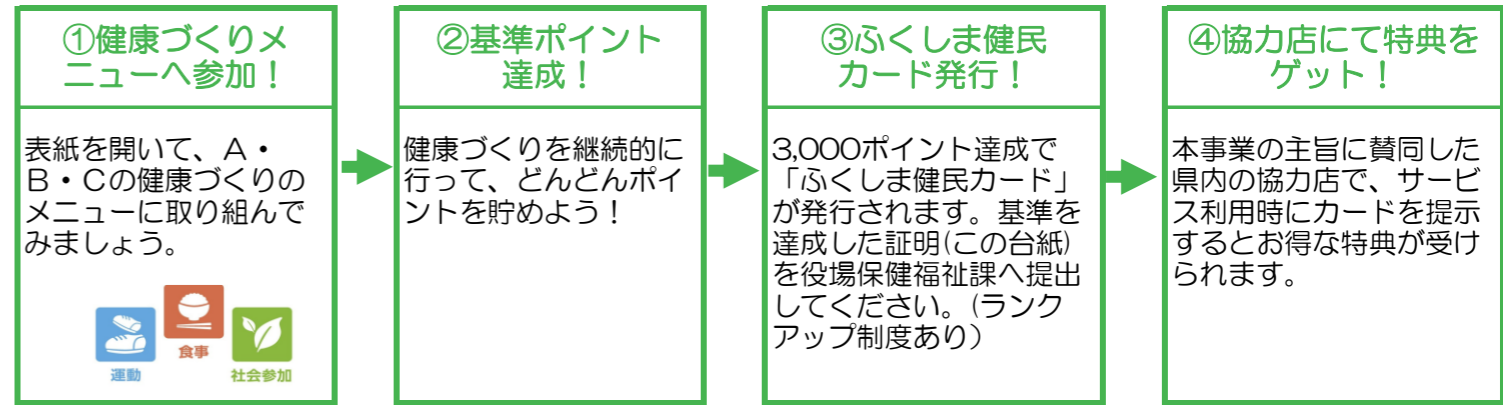 ①健康づくりメ
ニューへ参加！
表紙を開いて、Ａ・
Ｂ・Ｃの健康づくりの
メニューに取り組んで
みましょう。
食事
運動
社会参加
②基準ポイント
達成！
健康づくりを継続的に
行って、どんどんポイ
ントを貯めよう！
③ふくしま健民
カード発行！
3,000ポイント達成で
「ふくしま健民カード」
が発行されます。基準を
達成した証明(この台紙)
を役場保健福祉課へ提出
してください。(ランク
アップ制度あり）
④協力店にて特典を
ゲット！
本事業の主旨に賛同した
県内の協力店で、サービ
ス利用時にカードを提示
するとお得な特典が受け
られます。